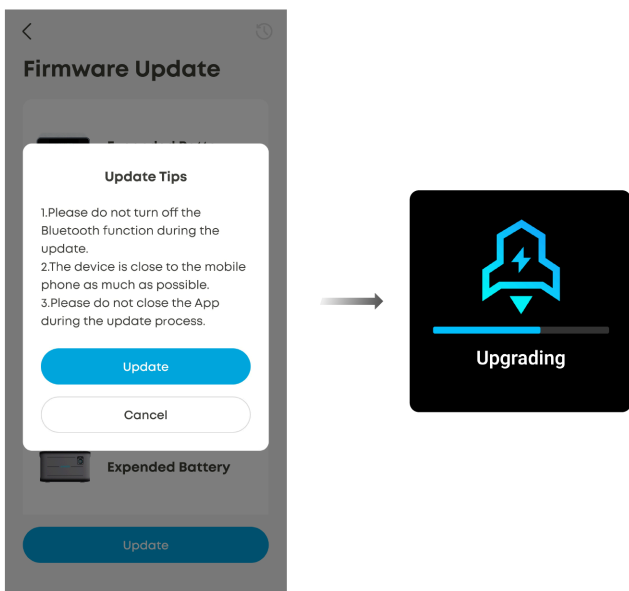 Firmware Update
Update Tips
1.Please do not turn off the
Bluetooth function during the
update.
2.The device is close to the mobile
phone as much as possible.
3.Please do not close the App
during the update process.
Update
Cancel
Expended Battery
Update
Upgrading